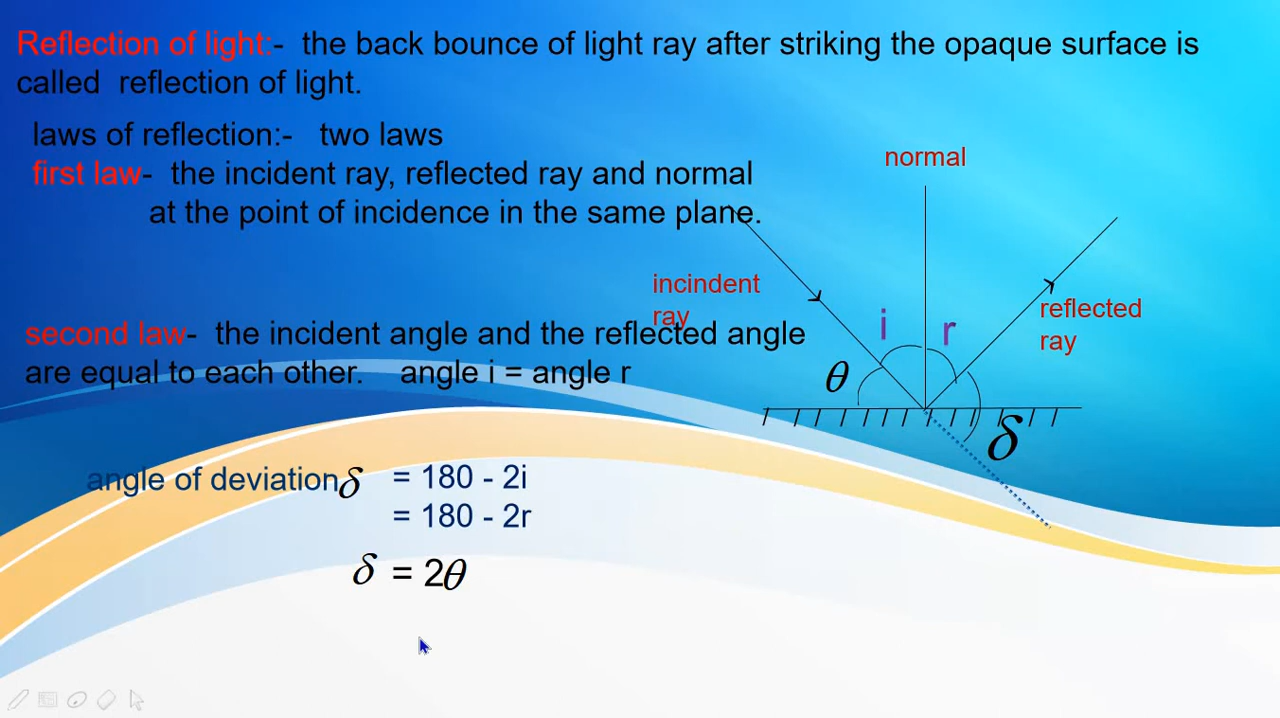 Reflection of light:- the back bounce of light ray after striking the opaque surface is
called reflection of light.
laws of reflection:- two laws
first law- the incident ray, reflected ray and normal
at the point of incidence in the same plane.
second law- the incident angle and the reflected angle
are equal to each other. angle i = angle r
angle of deviation δ = 180 - 2i
= 180 - 2r
δ = 2θ
normal
incindent
ray
reflected
ray
i
r
θ
δ